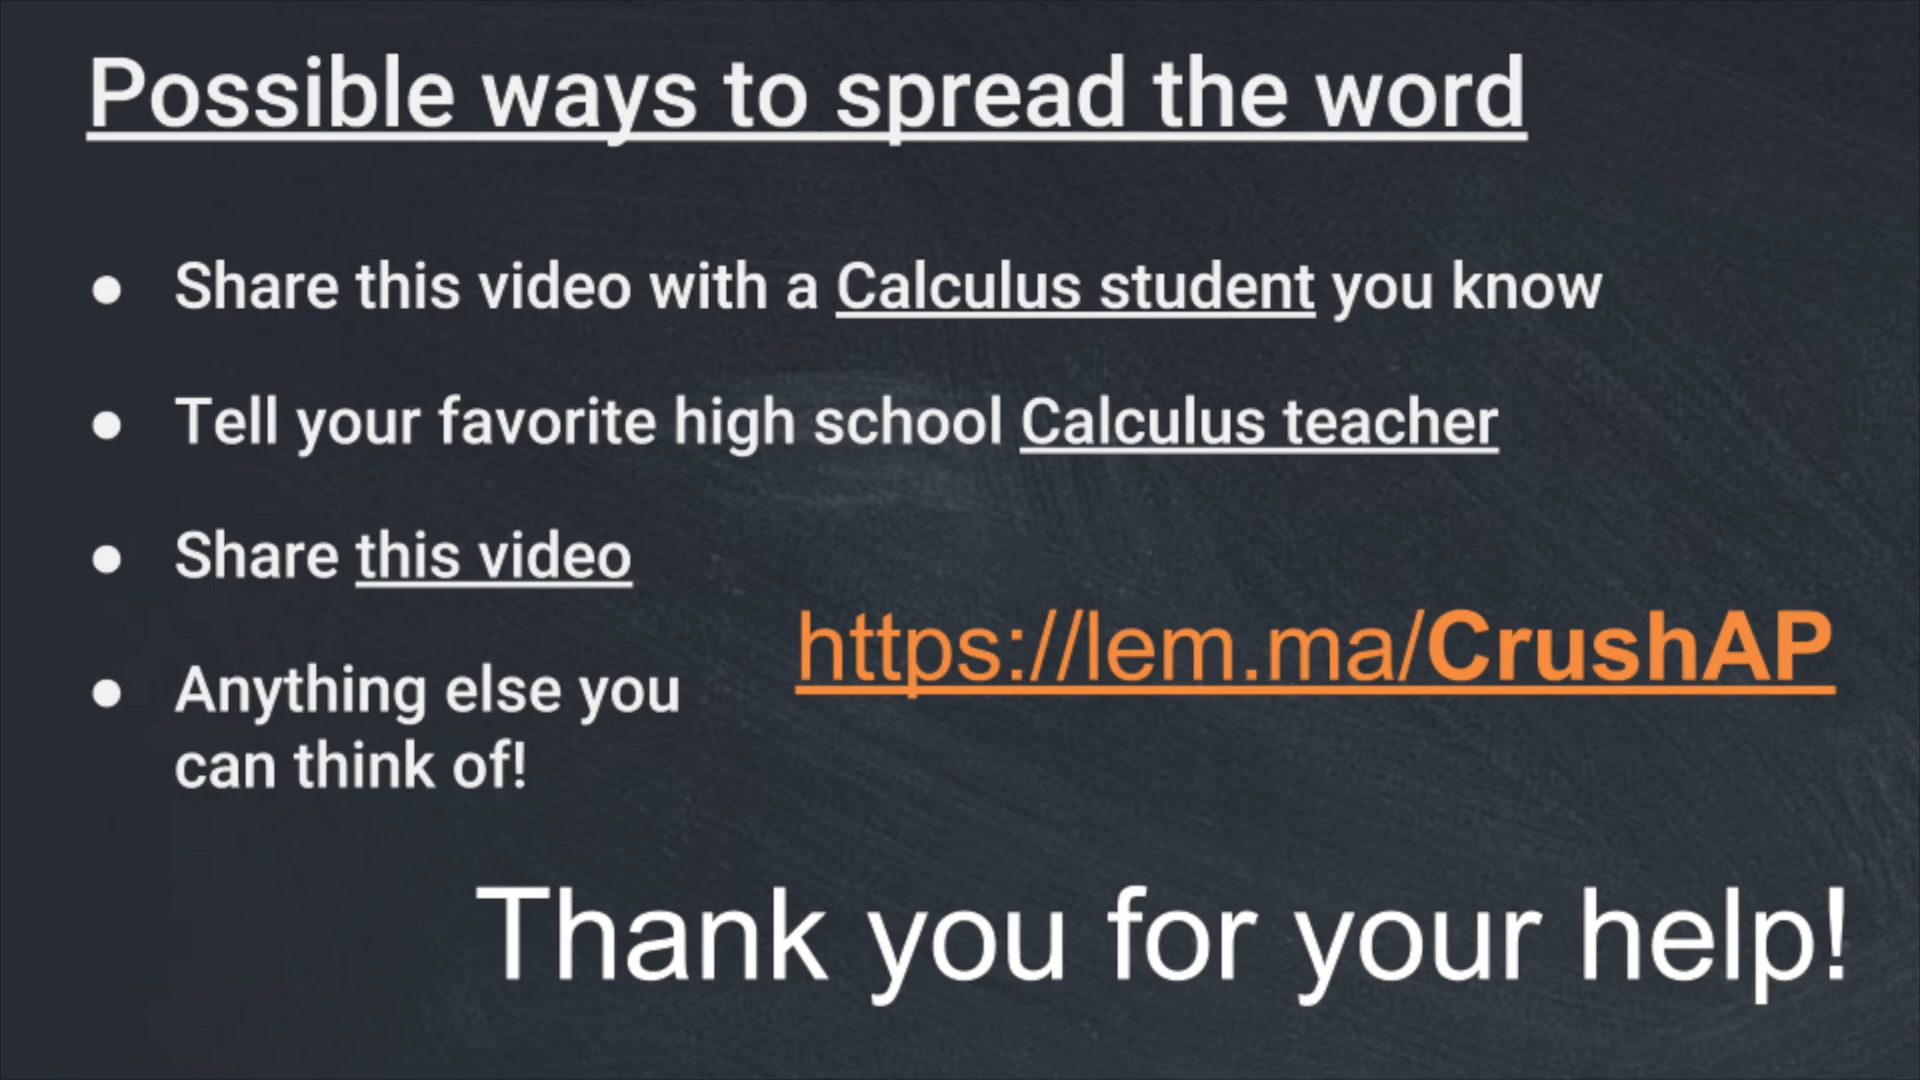 Possible ways to spread the word
● Share this video with a Calculus student you know
● Tell your favorite high school Calculus teacher
● Share this video
https://lem.ma/CrushAP
● Anything else you
can think of!
Thank you for your help!